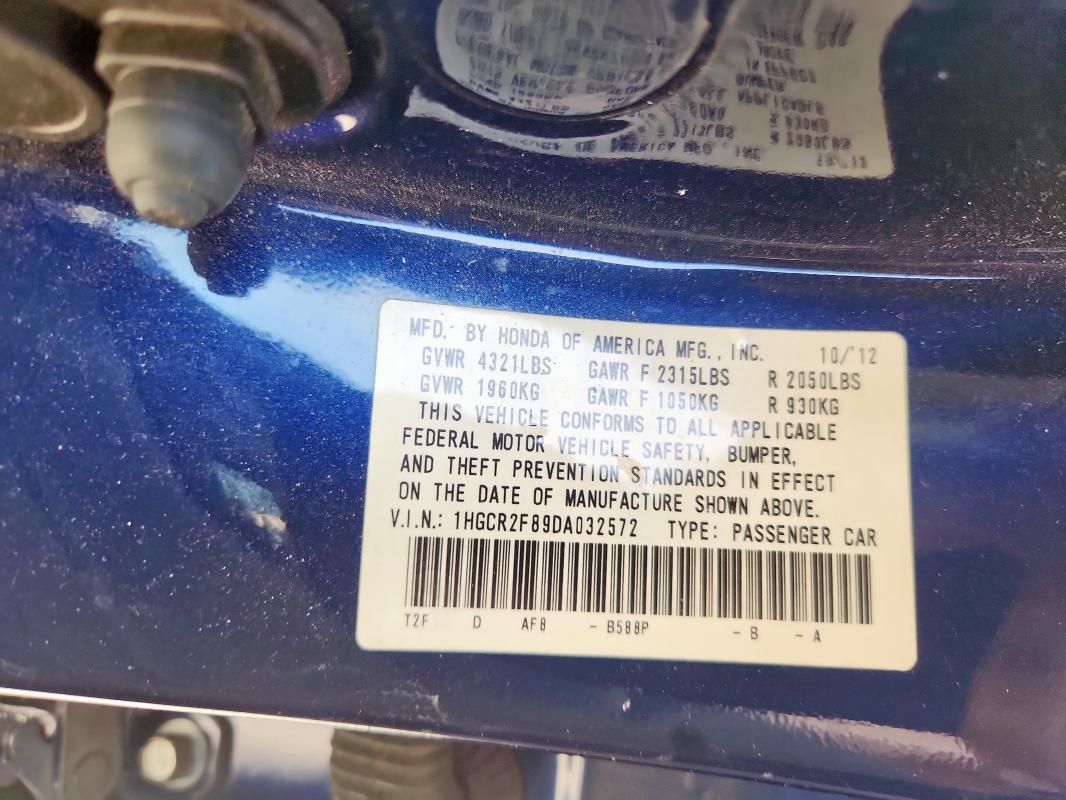 MFD. BY HONDA OF AMERICA MFG., INC. 10/'12
GVWR 4321LBS GAWR F 2315LBS R 2050LBS
GVWR 1960KG GAWR F 1050KG R 930KG
THIS VEHICLE CONFORMS TO ALL APPLICABLE
FEDERAL MOTOR VEHICLE SAFETY, BUMPER,
AND THEFT PREVENTION STANDARDS IN EFFECT
ON THE DATE OF MANUFACTURE SHOWN ABOVE.
V.I.N.: 1HGCR2F89DA032572 TYPE: PASSENGER CAR
T2F D AF8 - B588P - B - A